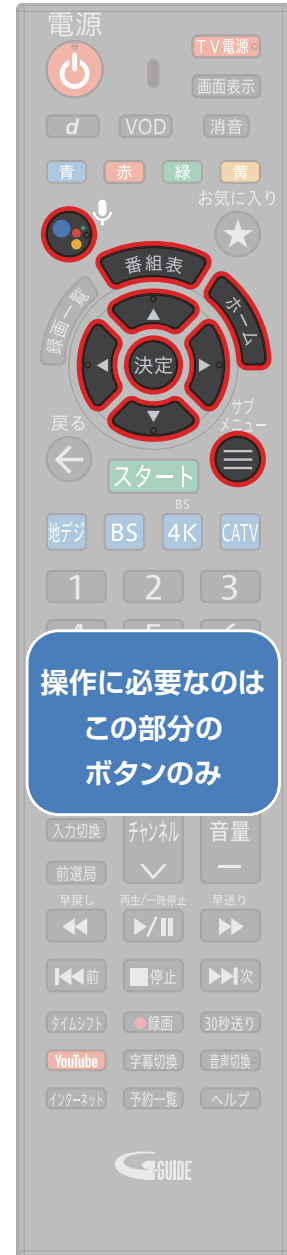 電源
TV電源
画面表示
d
VOD
消音
青
赤
緑
黄
お気に入り
番組表
録画一覧
ホーム
決定
戻る
サブ
メニュー
スタート
BS
地デジ
BS
4K
CATV
1
2
3
操作に必要なのは
この部分の
ボタンのみ
入力切換
チャンネル
音量
前選局
早戻し
再生/一時停止
早送り
前
停止
次
タイムシフト
録画
30秒送り
YouTube
字幕切換
音声切換
インターネット
予約一覧
ヘルプ
G-GUIDE